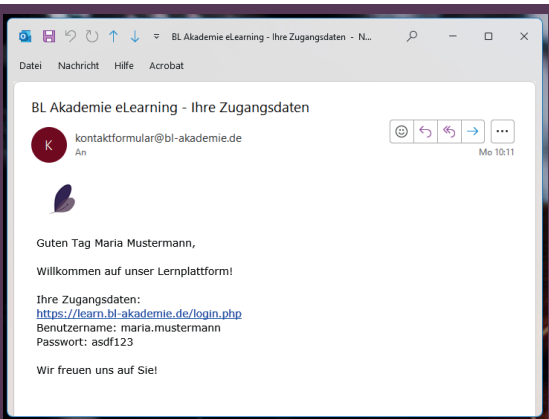 BL Akademie eLearning - Ihre Zugangsdaten - N...
Datei Nachricht Hilfe Acrobat
BL Akademie eLearning - Ihre Zugangsdaten
K
kontaktformular@bl-akademie.de
An
Mo 10:11
Guten Tag Maria Mustermann,
Willkommen auf unser Lernplattform!
Ihre Zugangsdaten:
https://learn.bl-akademie.de/login.php
Benutzername: maria.mustermann
Passwort: asdf123
Wir freuen uns auf Sie!